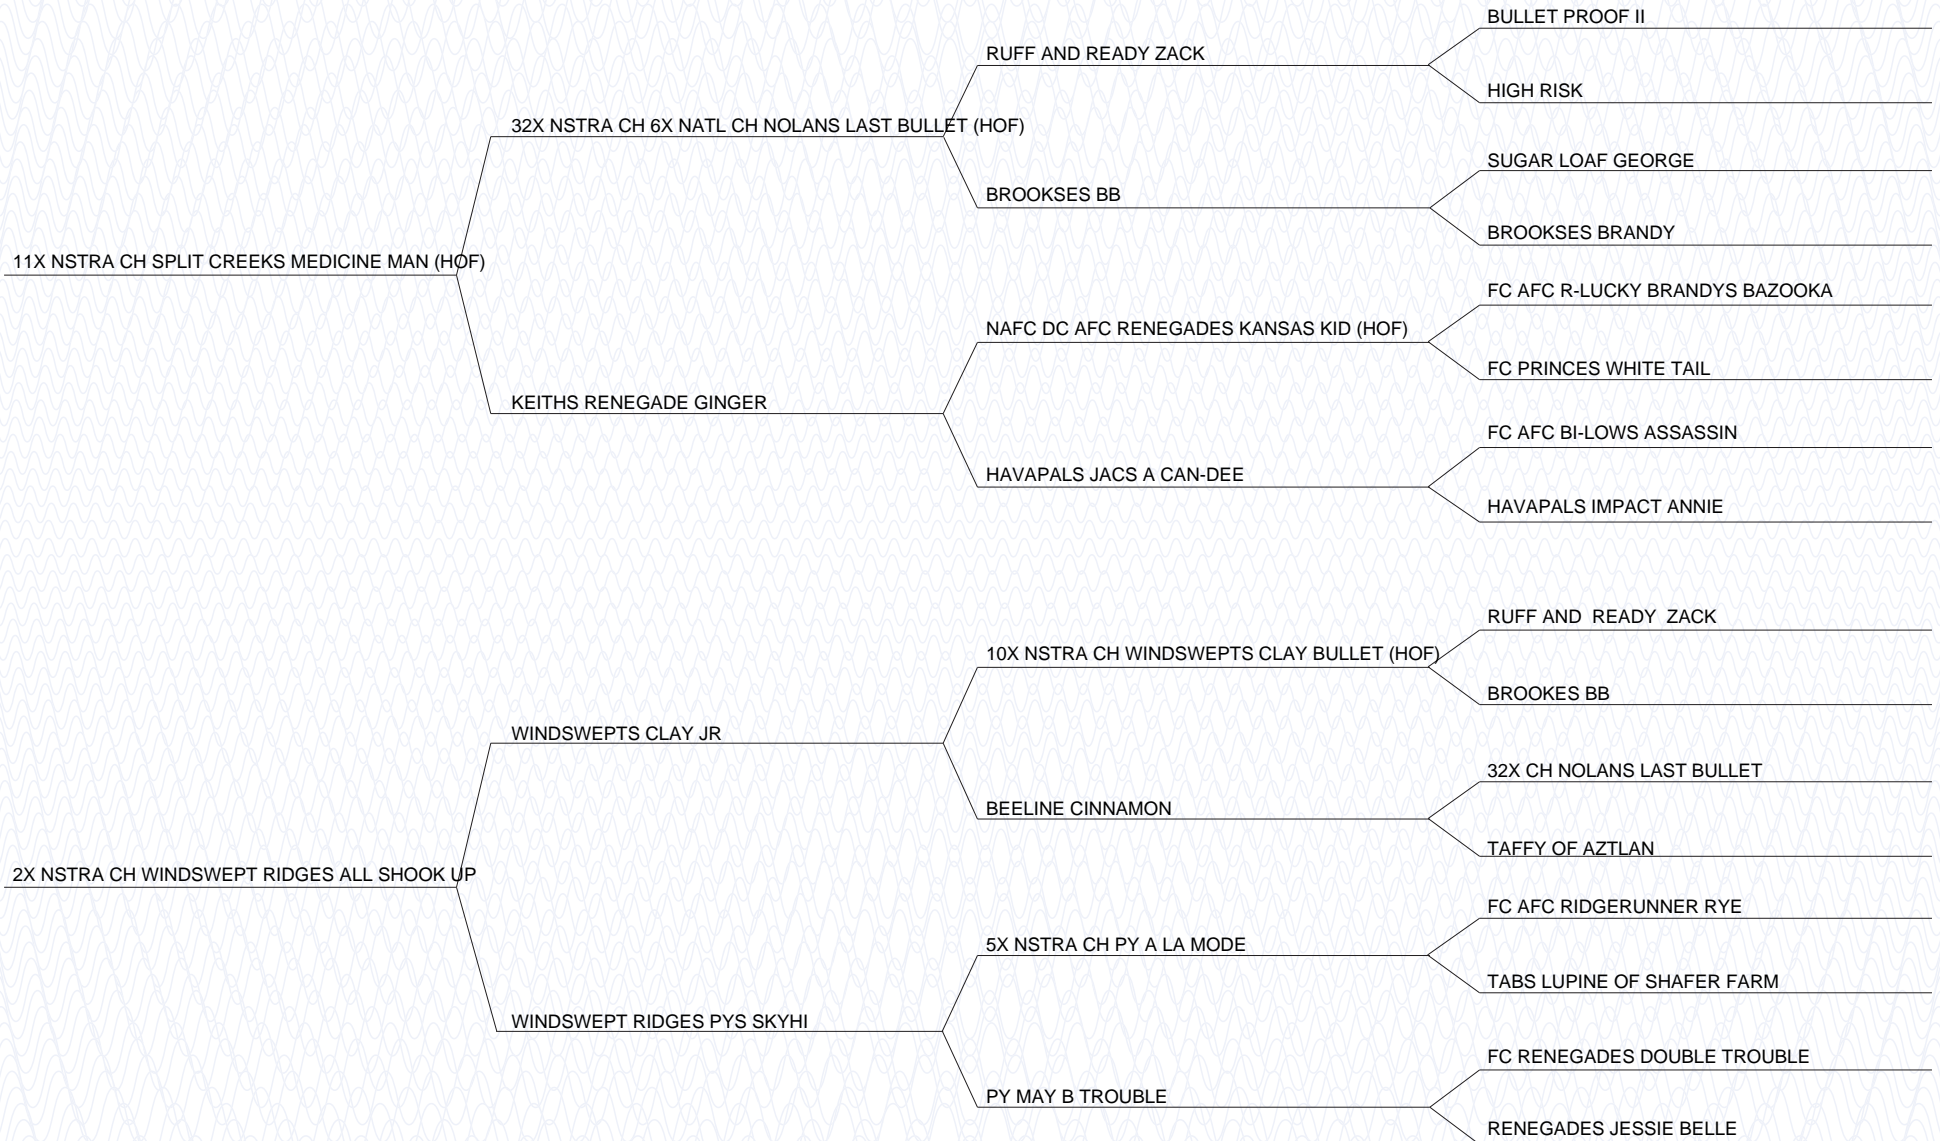 BULLET PROOF II
RUFF AND READY ZACK
HIGH RISK
32X NSTRA CH 6X NATL CH NOLANS LAST BULLET (HOF)
SUGAR LOAF GEORGE
BROOKSES BB
BROOKSES BRANDY
11X NSTRA CH SPLIT CREEKS MEDICINE MAN (HOF)
FC AFC R-LUCKY BRANDYS BAZOOKA
NAFC DC AFC RENEGADES KANSAS KID (HOF)
FC PRINCES WHITE TAIL
KEITHS RENEGADE GINGER
FC AFC BI-LOWS ASSASSIN
HAVAPALS JACS A CAN-DEE
HAVAPALS IMPACT ANNIE
RUFF AND  READY  ZACK
10X NSTRA CH WINDSWEPTS CLAY BULLET (HOF)
BROOKES BB
WINDSWEPTS CLAY JR
32X CH NOLANS LAST BULLET
BEELINE CINNAMON
TAFFY OF AZTLAN
2X NSTRA CH WINDSWEPT RIDGES ALL SHOOK UP
FC AFC RIDGERUNNER RYE
5X NSTRA CH PY A LA MODE
TABS LUPINE OF SHAFER FARM
WINDSWEPT RIDGES PYS SKYHI
FC RENEGADES DOUBLE TROUBLE
PY MAY B TROUBLE
RENEGADES JESSIE BELLE